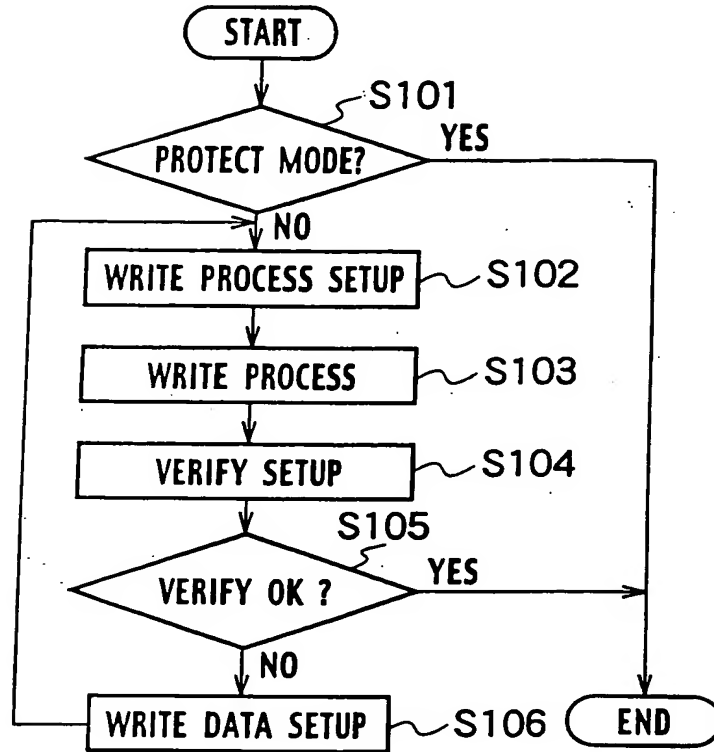 START
S101
PROTECT MODE?
YES
NO
WRITE PROCESS SETUP
S102
WRITE PROCESS
S103
VERIFY SETUP
S104
S105
VERIFY OK ?
YES
NO
WRITE DATA SETUP
S106
END